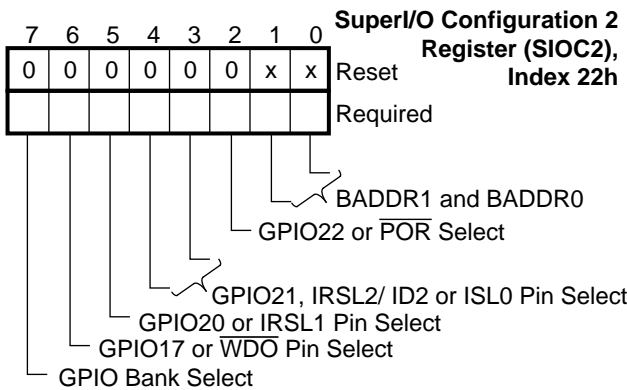 SuperI/O Configuration 2
Register (SIOC2),
Index 22h
7 6 5 4 3 2 1 0
0 0 0 0 0 0 x x Reset
Required
BADDR1 and BADDR0
GPIO22 or POR Select
GPIO21, IRSL2/ ID2 or ISL0 Pin Select
GPIO20 or IRSL1 Pin Select
GPIO17 or WDO Pin Select
GPIO Bank Select